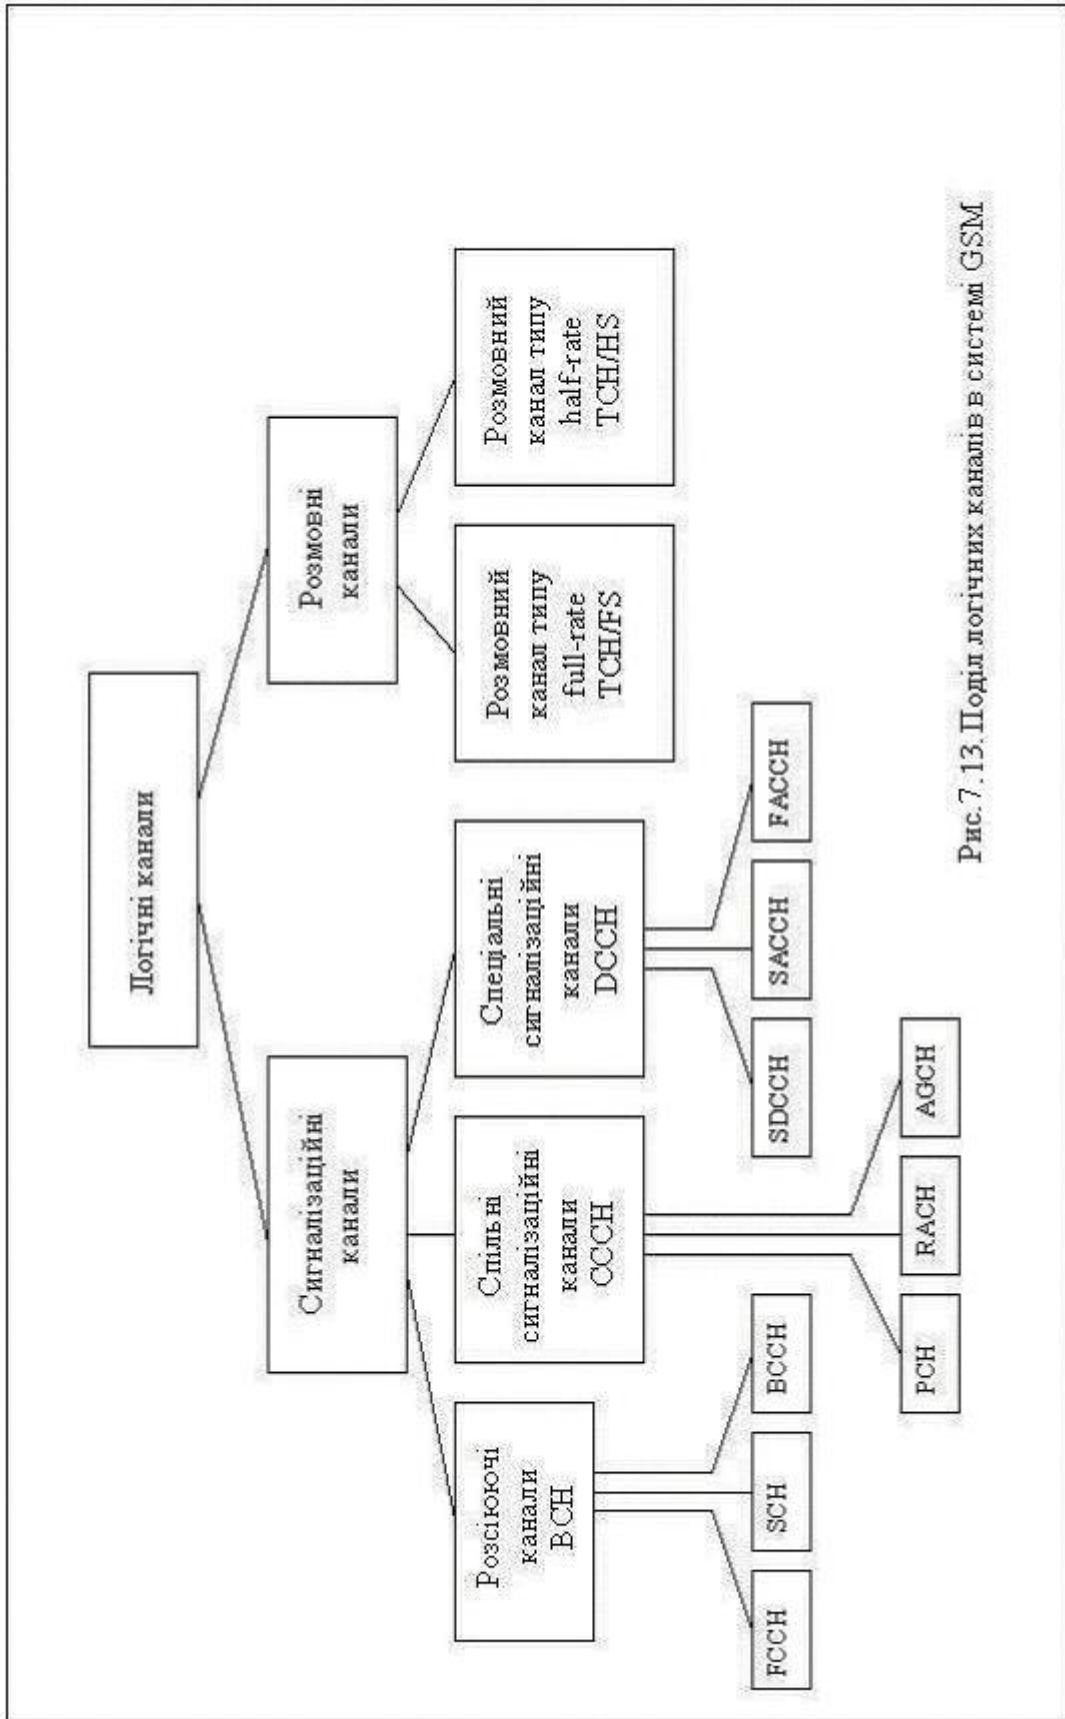 Логічні канали
Сигналізаційні
канали
Розмовні
канали
Розсіюючі
канали
BCH
Спільні
сигналізаційні
канали
CCCH
Спеціальні
сигналізаційні
канали
DCCH
Розмовний
канал типу
full-rate
TCH/FS
Розмовний
канал типу
half-rate
TCH/HS
FCCH
SCH
BCCH
SDCCH
SACCH
FACCH
PCH
RACH
AGCH
Рис.7.13.Поділ логічних каналів в системі GSM